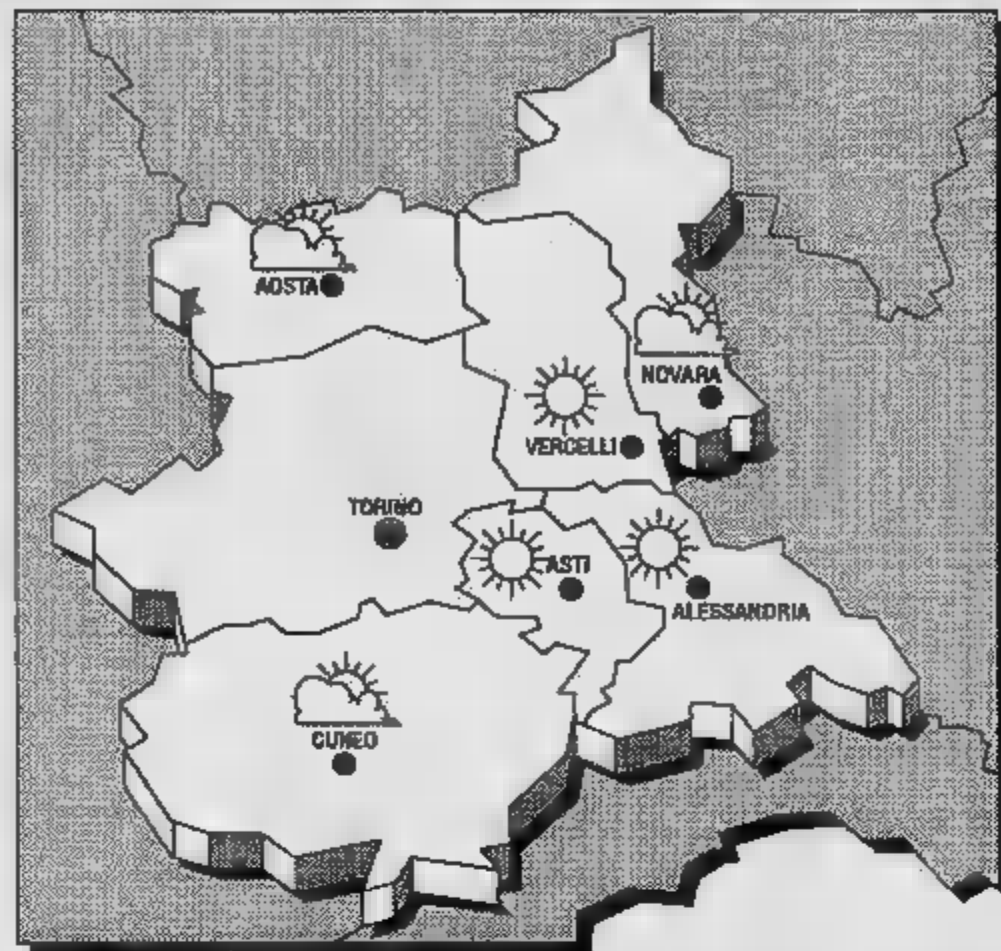 AOSTA
NOVARA
VERCELLI
TORINO
ASTI
ALESSANDRIA
CUNEO